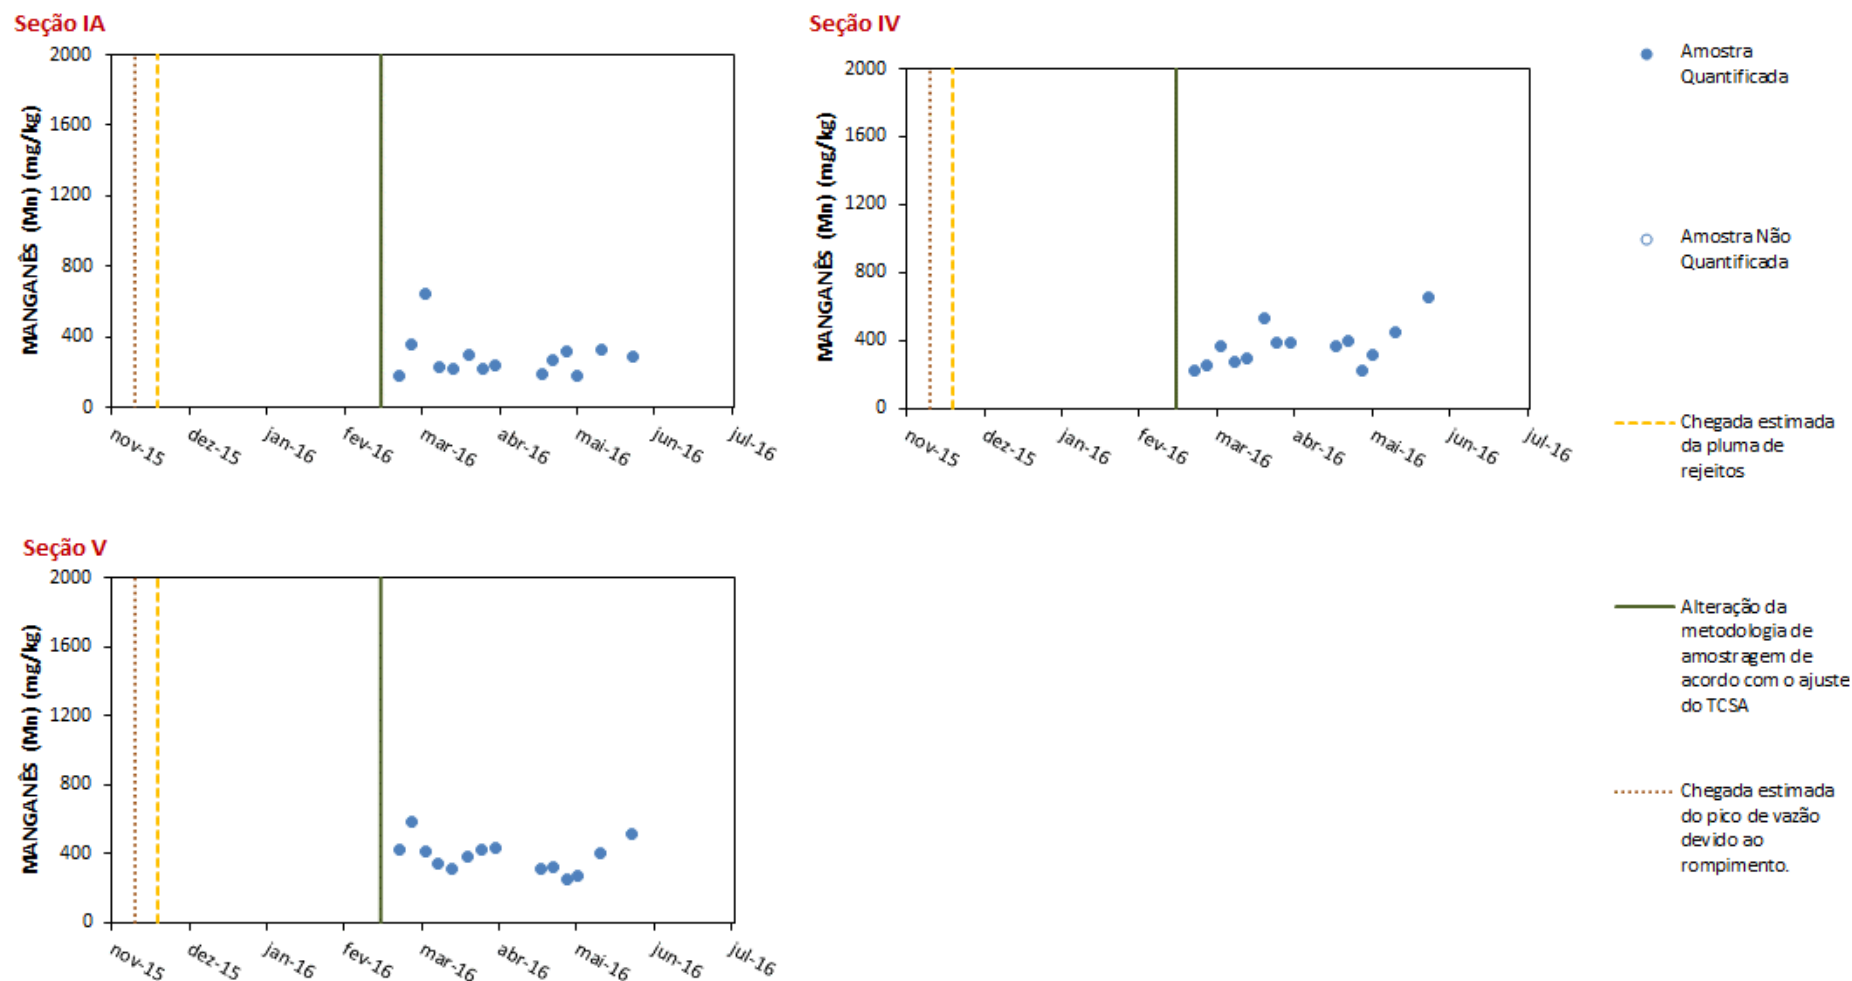 Seção IA
MANGANÊS (Mn) (mg/kg)
2000
1600
1200
800
400
0
nov-15
dez-15
jan-16
fev-16
mar-16
abr-16
mai-16
jun-16
jul-16
Seção IV
MANGANÊS (Mn) (mg/kg)
2000
1600
1200
800
400
0
nov-15
dez-15
jan-16
fev-16
mar-16
abr-16
mai-16
jun-16
jul-16
Seção V
MANGANÊS (Mn) (mg/kg)
2000
1600
1200
800
400
0
nov-15
dez-15
jan-16
fev-16
mar-16
abr-16
mai-16
jun-16
jul-16
Amostra
Quantificada
Amostra Não
Quantificada
Chegada estimada
da pluma de
rejeitos
Alteração da
metodologia de
amostragem de
acordo com o ajuste
do TCSA
Chegada estimada
do pico de vazão
devido ao
rompimento.